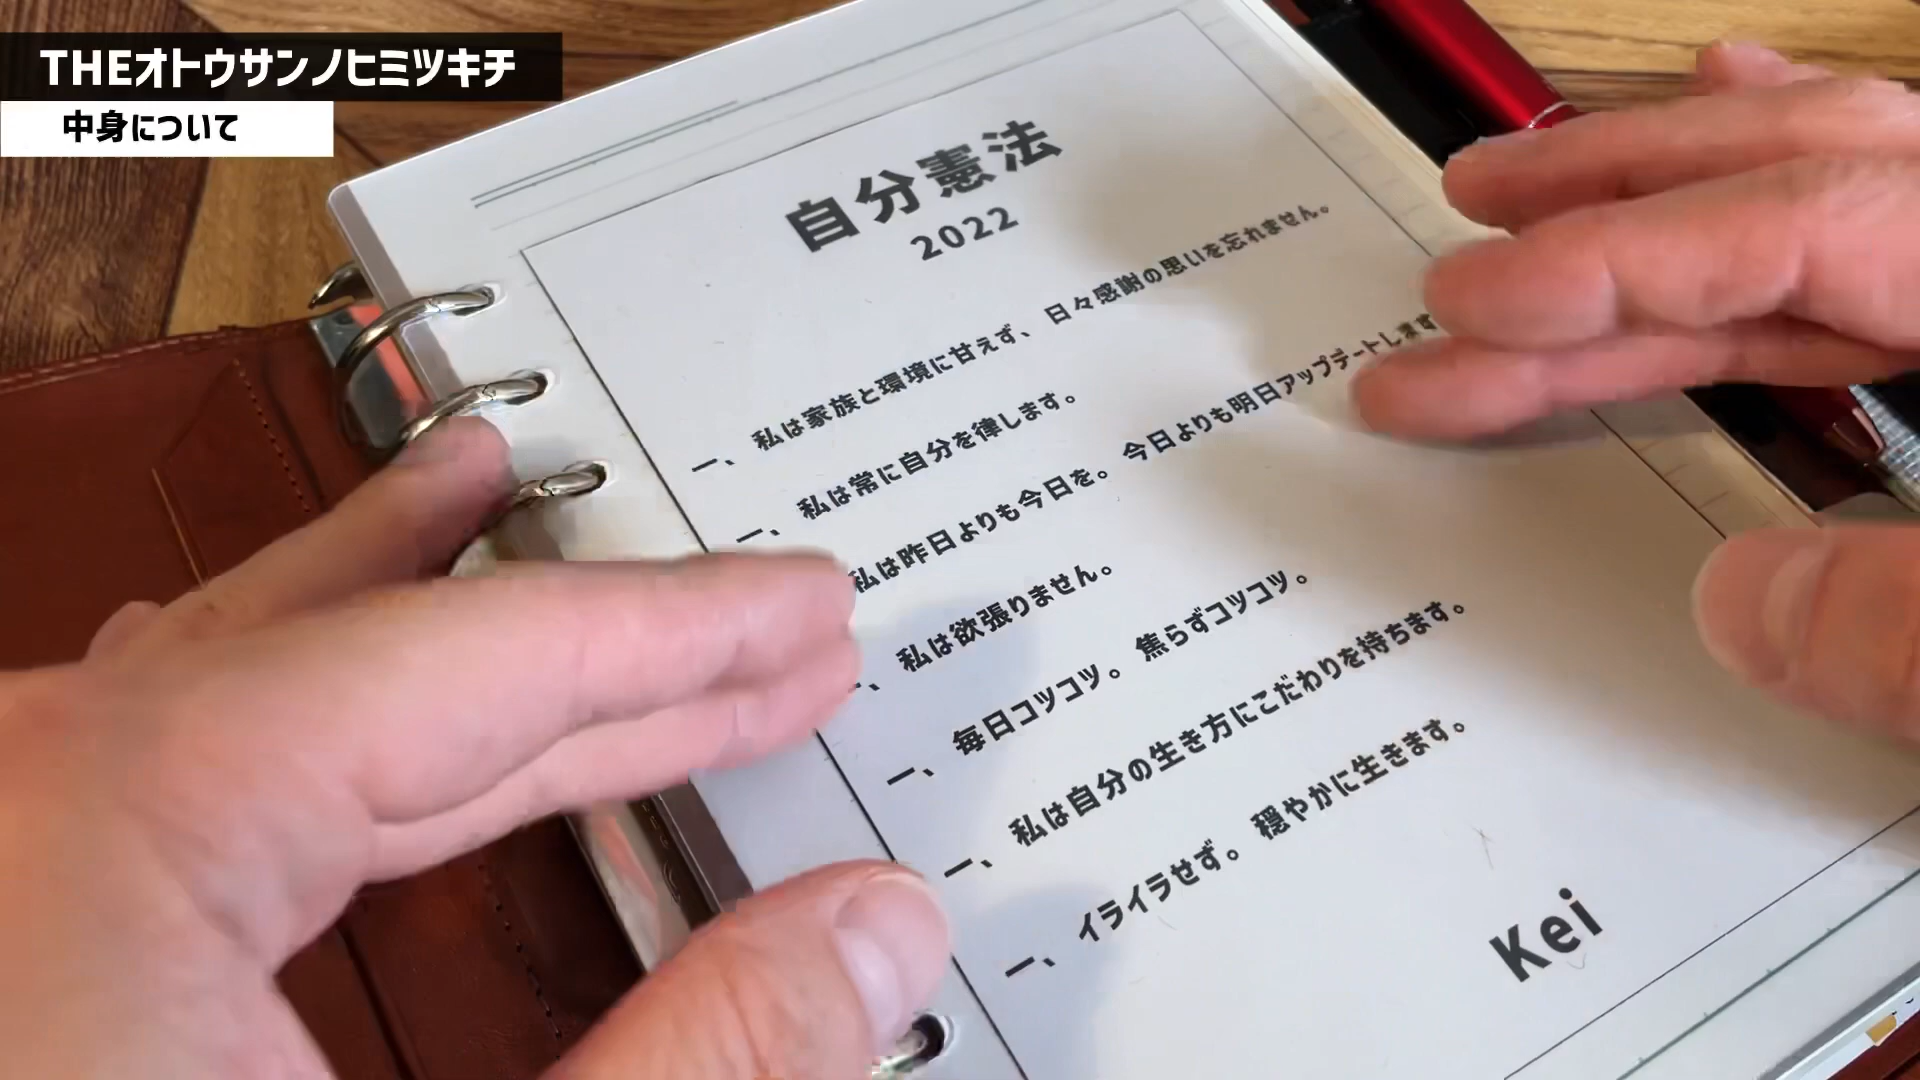 THEオトウサンノヒミツキチ
中身について
自分憲法
2022
一、 私は家族と環境に甘えず、日々感謝の思いを忘れません。
一、 私は常に自分を律します。
私は昨日よりも今日を。今日よりも明日アップデートします
、 私は欲張りません。
一、 毎日コツコツ。焦らずコツコツ。
一、 私は自分の生き方にこだわりを持ちます。
一、 イライラせず。穏やかに生きます。
Kei